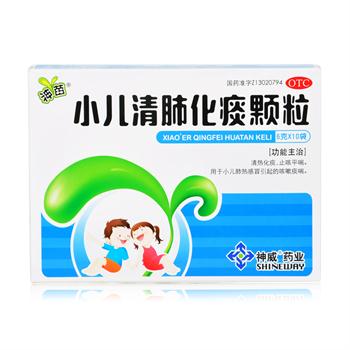 神苗
国药准字Z13020794
OTC
小儿清肺化痰颗粒
XIAO'ER QINGFEI HUATAN KELI
6克X10袋
[功能主治]
清热化痰,止咳平喘。
用于小儿肺热感冒引起的咳嗽痰喘。
神威®药业
SHINEWAY